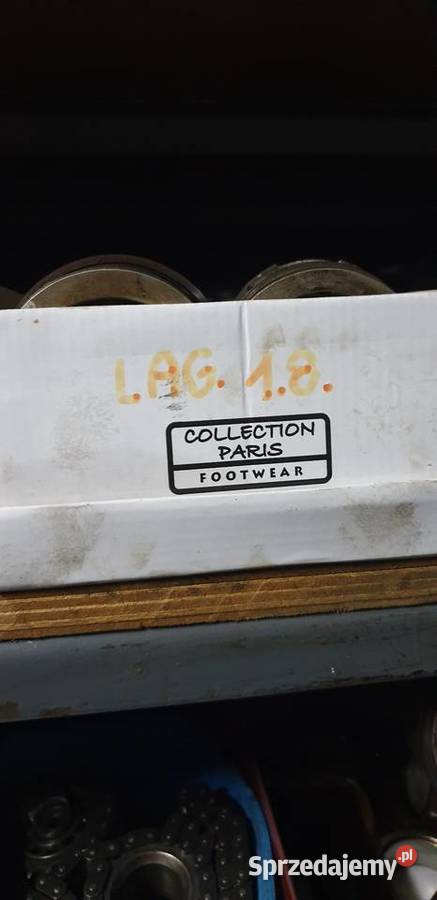 LAG. 1.8.
COLLECTION
PARIS
FOOTWEAR
Sprzedajemy.pl